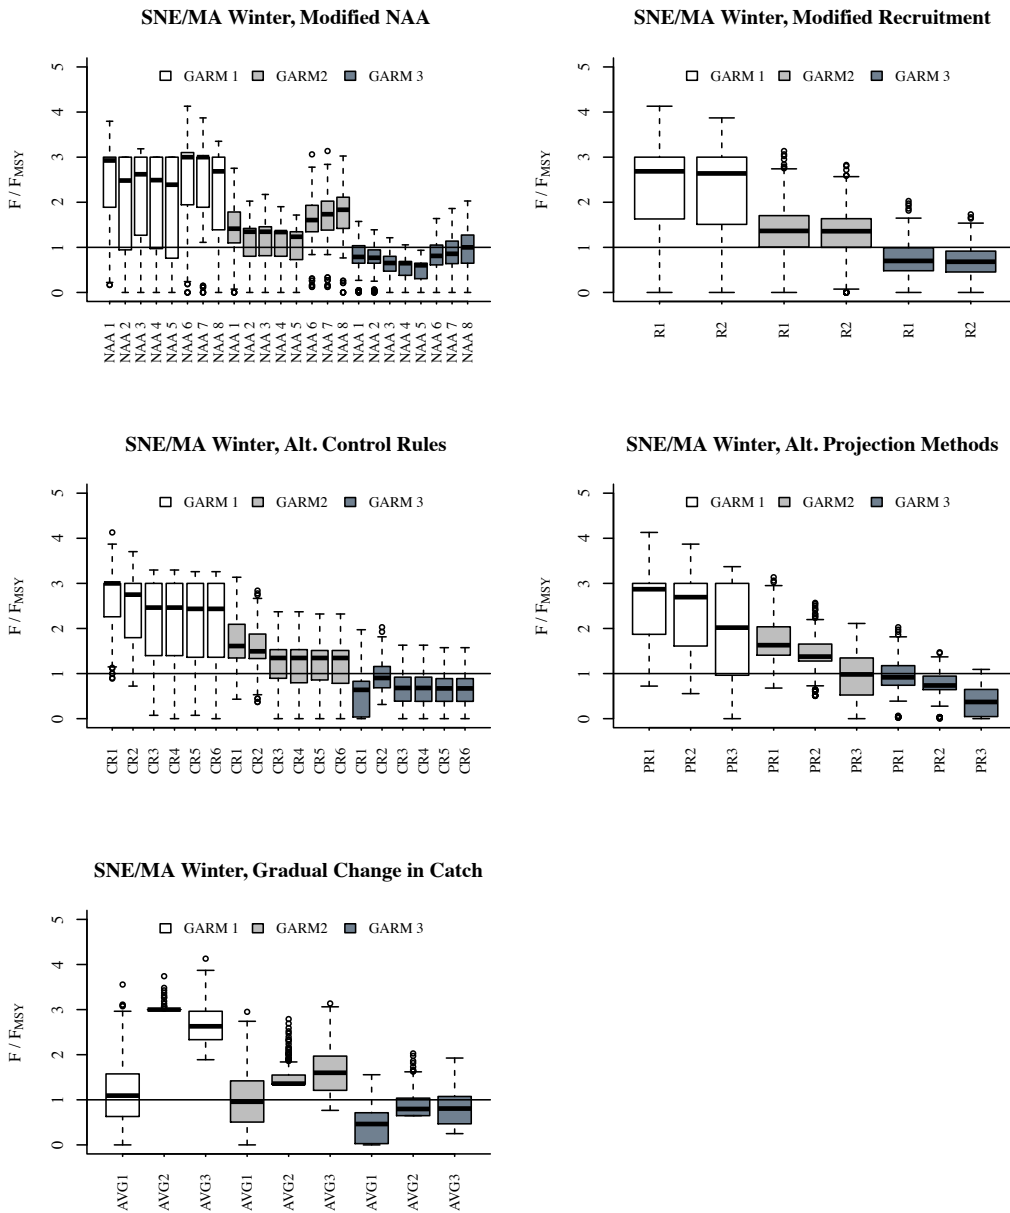 SNE/MA Winter, Modified NAA
F / FMSY
0 1 2 3 4 5
GARM 1 GARM2 GARM 3
NAA 1 NAA 2 NAA 3 NAA 4 NAA 5 NAA 6 NAA 7 NAA 8 NAA 1 NAA 2 NAA 3 NAA 4 NAA 5 NAA 6 NAA 7 NAA 8 NAA 1 NAA 2 NAA 3 NAA 4 NAA 5 NAA 6 NAA 7 NAA 8
SNE/MA Winter, Modified Recruitment
F / FMSY
0 1 2 3 4 5
GARM 1 GARM2 GARM 3
R1 R2 R1 R2 R1 R2
SNE/MA Winter, Alt. Control Rules
F / FMSY
0 1 2 3 4 5
GARM 1 GARM2 GARM 3
CR1 CR2 CR3 CR4 CR5 CR6 CR1 CR2 CR3 CR4 CR5 CR6 CR1 CR2 CR3 CR4 CR5 CR6
SNE/MA Winter, Alt. Projection Methods
F / FMSY
0 1 2 3 4 5
GARM 1 GARM2 GARM 3
PR1 PR2 PR3 PR1 PR2 PR3 PR1 PR2 PR3
SNE/MA Winter, Gradual Change in Catch
F / FMSY
0 1 2 3 4 5
GARM 1 GARM2 GARM 3
AVG1 AVG2 AVG3 AVG1 AVG2 AVG3 AVG1 AVG2 AVG3